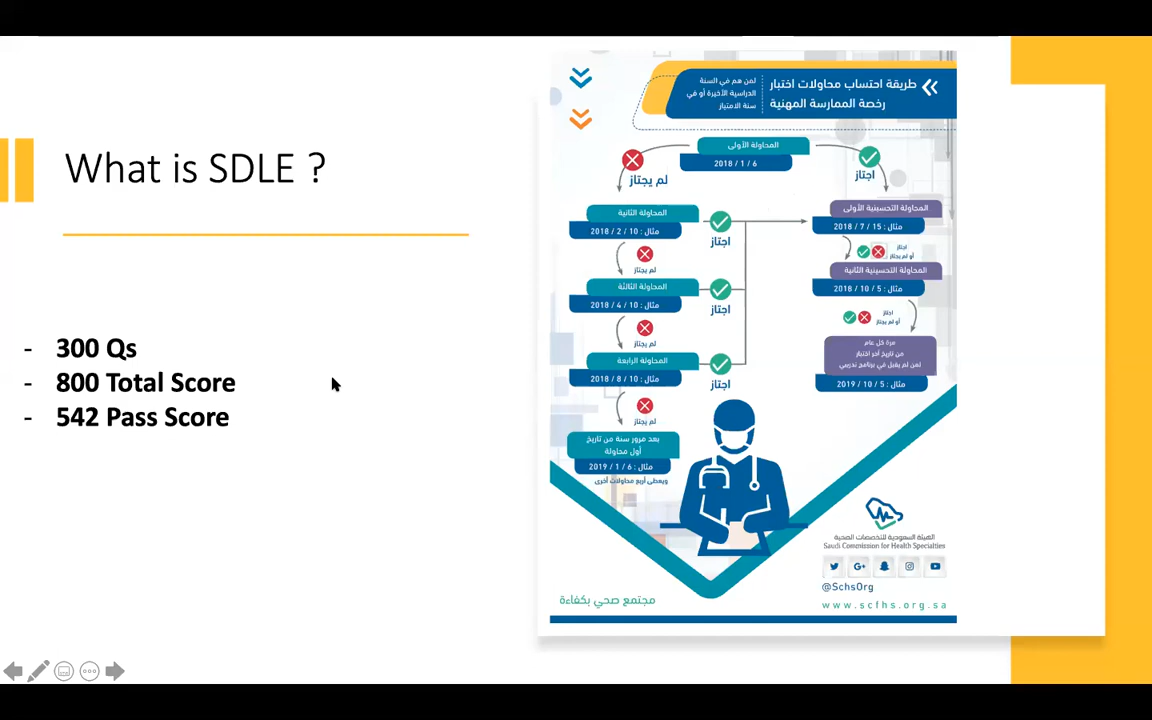 What is SDLE ?
- 300 Qs
- 800 Total Score
- 542 Pass Score
طريقة احتساب محاولات اختبار
رخصة الممارسة المهنية
لمن هم في السنة
الدراسية الأخيرة أو في
سنة الامتياز
المحاولة الأولى
2018 / 1 / 6
اجتاز
لم يجتاز
المحاولة التحسينية الأولى
مثال : 15 / 7 / 2018
اجتاز
أو لم يجتاز
المحاولة التحسينية الثانية
مثال : 5 / 10 / 2018
اجتاز
أو لم يجتاز
مرة كل عام
من تاريخ آخر اختبار
لمن لم يقبل في برنامج تدريبي
مثال : 5 / 10 / 2019
المحاولة الثانية
مثال : 10 / 2 / 2018
اجتاز
لم يجتاز
المحاولة الثالثة
مثال : 10 / 4 / 2018
اجتاز
لم يجتاز
المحاولة الرابعة
مثال : 10 / 8 / 2018
اجتاز
لم يجتاز
بعد مرور سنة من تاريخ
أول محاولة
مثال : 6 / 1 / 2019
ويعطى أربع محاولات أخرى
الهيئة السعودية للتخصصات الصحية
Saudi Commission for Health Specialties
G+
@SchsOrg
www.scfhs.org.sa
مجتمع صحي بكفاءة